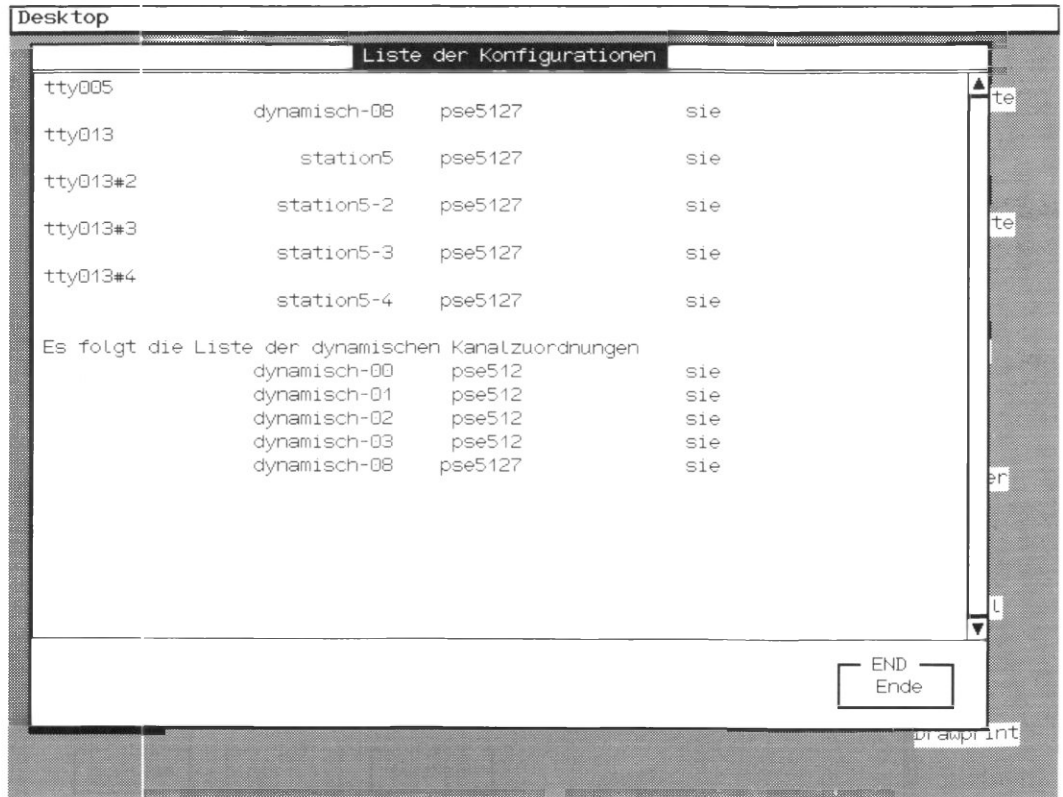 Desktop
Liste der Konfigurationen
tty005
dynamisch-08 pse5127 sie
tty013
station5 pse5127 sie
tty013#2
station5-2 pse5127 sie
tty013#3
station5-3 pse5127 sie
tty013#4
station5-4 pse5127 sie
Es folgt die Liste der dynamischen Kanalzuordnungen
dynamisch-00 pse512 sie
dynamisch-01 pse512 sie
dynamisch-02 pse512 sie
dynamisch-03 pse512 sie
dynamisch-08 pse5127 sie
te
te
er
l
END
Ende
Drawprint